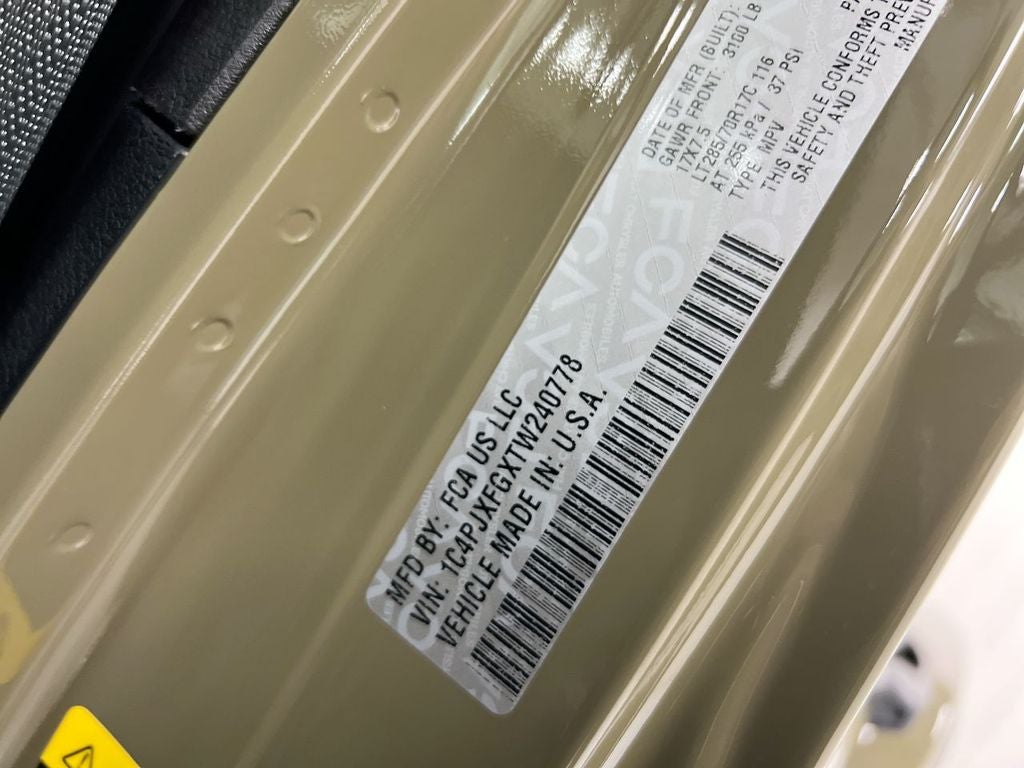 MFD BY: FCA US LLC
VIN: 1C4PJXFGXTW240778
VEHICLE MADE IN: U.S.A.
DATE OF MFR (BUILT):
GAWR FRONT: 3100 LB
17X7.5
LT285/70R17C 116
AT 255 kPa / 37 PSI
TYPE: MPV
THIS VEHICLE CONFORMS
SAFETY AND THEFT
FCA